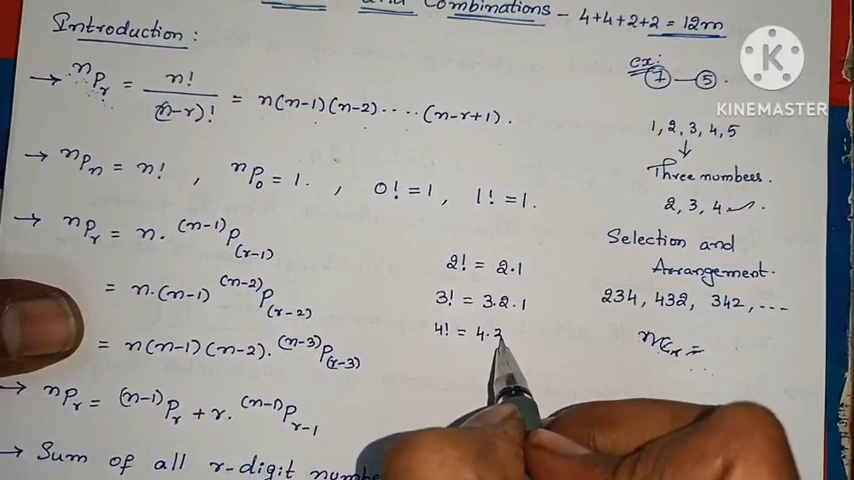 and Combinations - 4+4+2+2 = 12m
Introduction :
→ nPr = n! / (n-r)! = n(n-1)(n-2)....(n-r+1).
→ nPn = n! , nP0 = 1. , 0! = 1, 1! = 1.
→ nPr = n. (n-1)P(r-1)
= n.(n-1) (n-2)P(r-2)
= n(n-1)(n-2). (n-3)P(r-3)
→ nPr = (n-1)Pr + r. (n-1)Pr-1
→ Sum of all r-digit
2! = 2.1
3! = 3.2.1
4! = 4.3
ex:
7 — 5.
1, 2, 3, 4, 5
↓
Three numbers.
2, 3, 4 ✓.
Selection and
Arrangement.
234, 432, 342, ...
nCr =
K
KINEMASTER